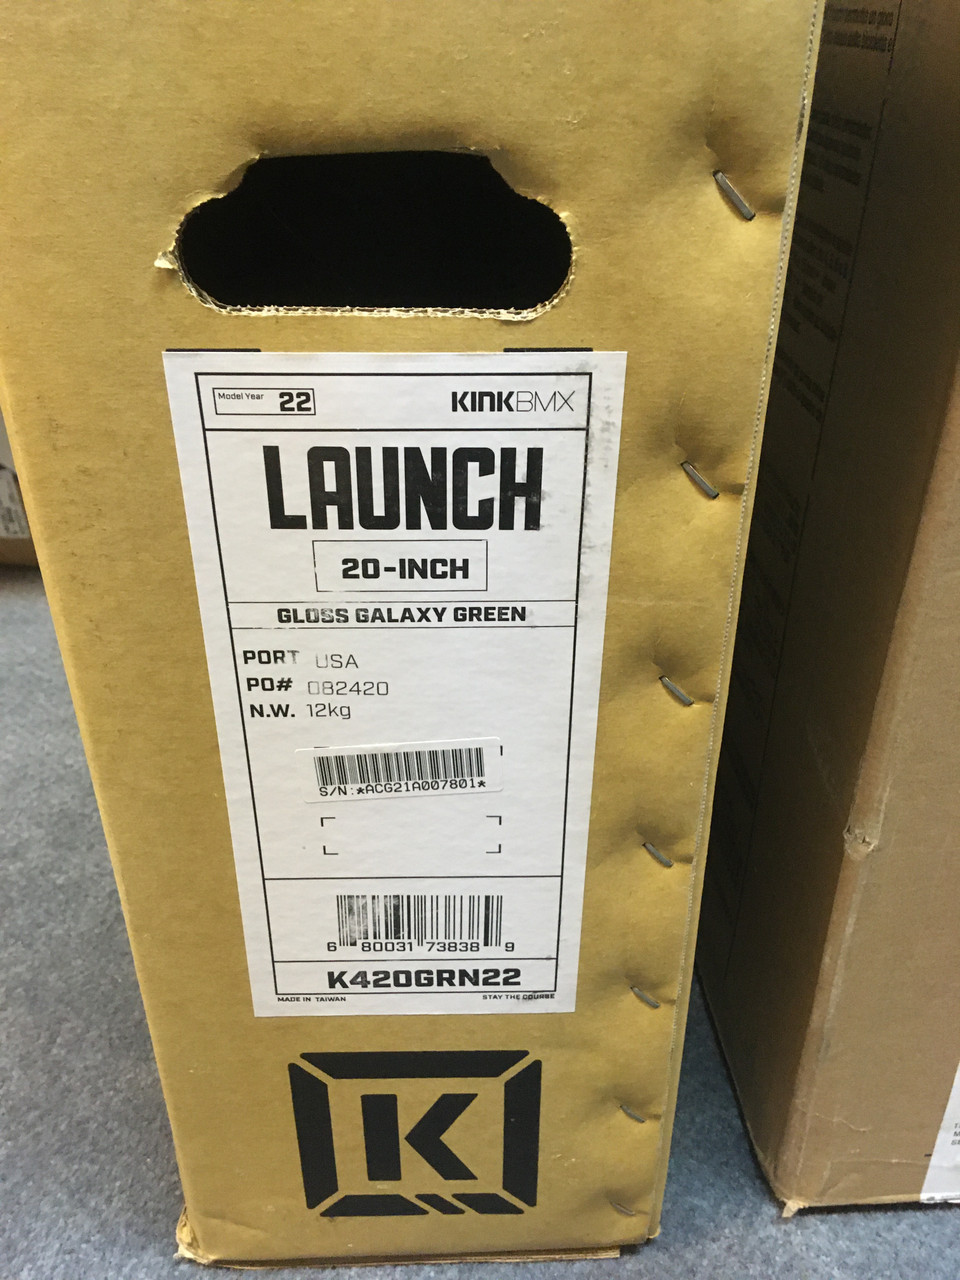 Model Year 22
KINKBMX
LAUNCH
20-INCH
GLOSS GALAXY GREEN
PORT USA
PO# 082420
N.W. 12kg
S/N:*ACG21A007801*
6 80031 73838 9
K420GRN22
MADE IN TAIWAN
STAY THE COURSE
K